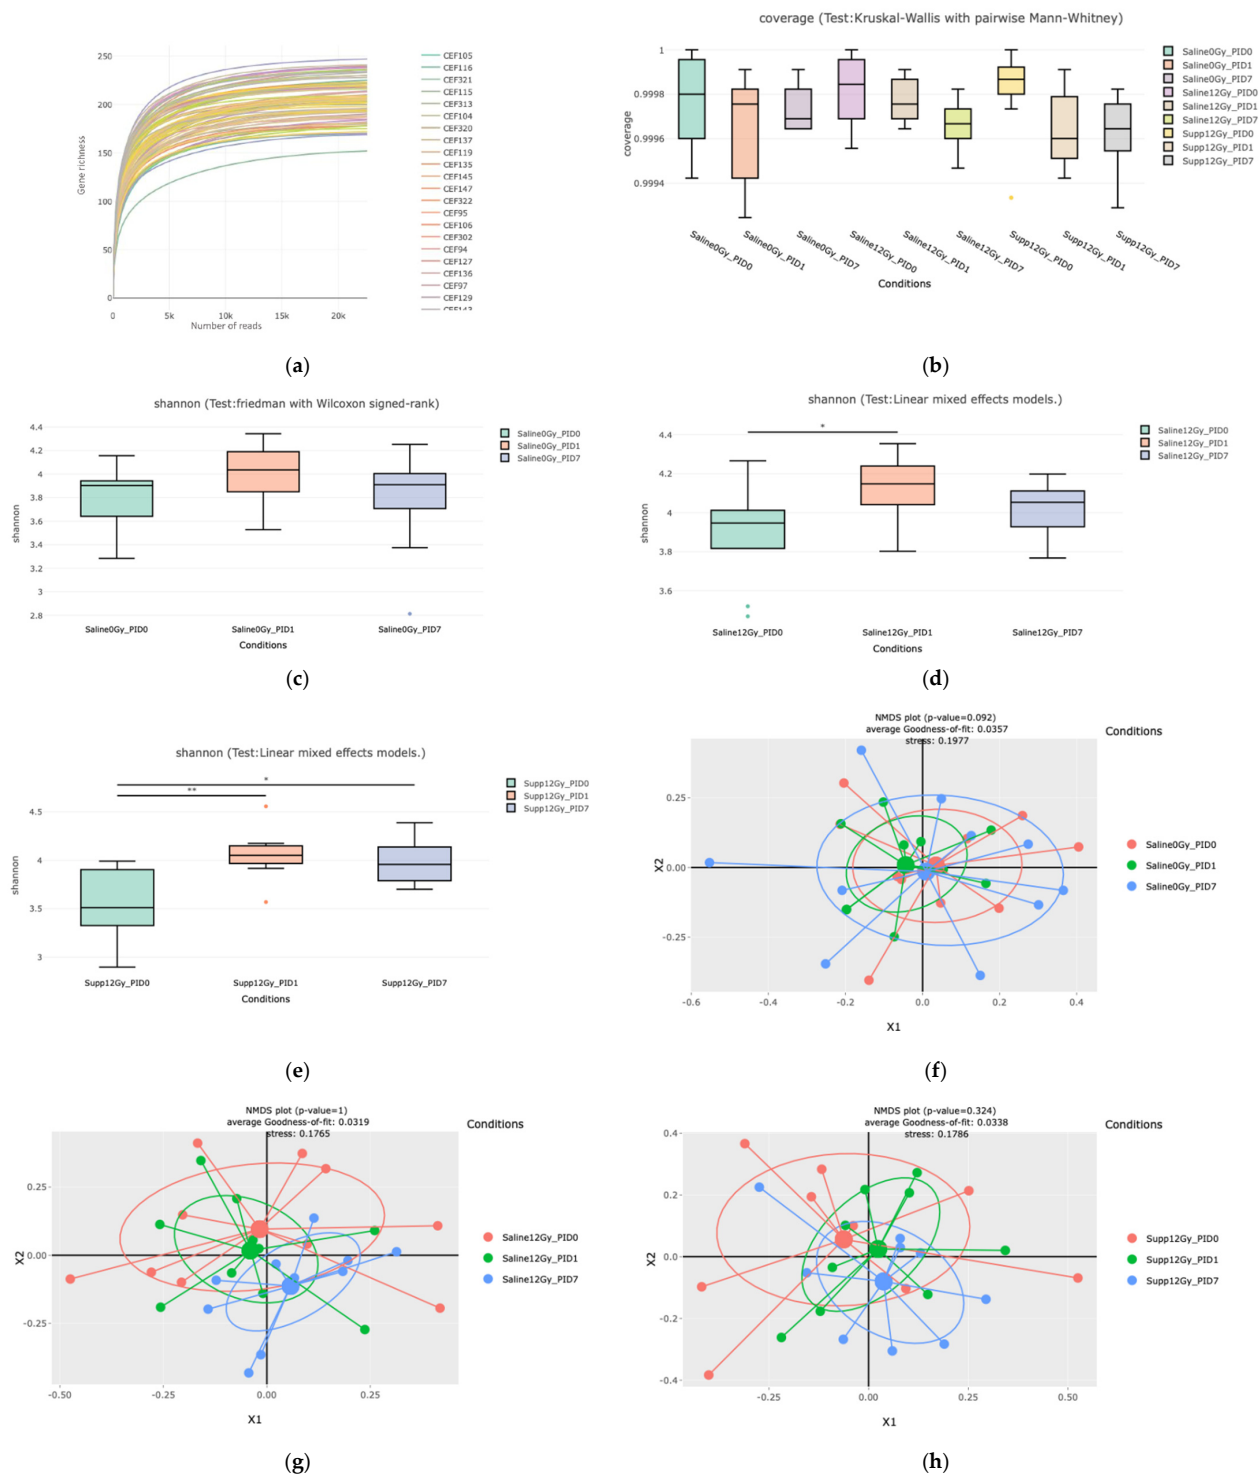 250
200
150
100
50
0
Gene richness
0
5k
10k
15k
20k
Number of reads
CEF105
CEF116
CEF321
CEF115
CEF313
CEF104
CEF320
CEF137
CEF119
CEF135
CEF145
CEF147
CEF322
CEF95
CEF106
CEF302
CEF94
CEF127
CEF136
CEF97
CEF129
CEF143
(a)
coverage (Test:Kruskal-Wallis with pairwise Mann-Whitney)
1
0.9998
0.9996
0.9994
coverage
Saline0Gy_PID0
Saline0Gy_PID1
Saline0Gy_PID7
Saline12Gy_PID0
Saline12Gy_PID1
Saline12Gy_PID7
Supp12Gy_PID0
Supp12Gy_PID1
Supp12Gy_PID7
Conditions
Saline0Gy_PID0
Saline0Gy_PID1
Saline0Gy_PID7
Saline12Gy_PID0
Saline12Gy_PID1
Saline12Gy_PID7
Supp12Gy_PID0
Supp12Gy_PID1
Supp12Gy_PID7
(b)
shannon (Test:friedman with Wilcoxon signed-rank)
4.4
4.2
4
3.8
3.6
3.4
3.2
3
2.8
shannon
Saline0Gy_PID0
Saline0Gy_PID1
Saline0Gy_PID7
Conditions
Saline0Gy_PID0
Saline0Gy_PID1
Saline0Gy_PID7
(c)
shannon (Test:Linear mixed effects models.)
*
4.4
4.2
4
3.8
3.6
shannon
Saline12Gy_PID0
Saline12Gy_PID1
Saline12Gy_PID7
Conditions
Saline12Gy_PID0
Saline12Gy_PID1
Saline12Gy_PID7
(d)
shannon (Test:Linear mixed effects models.)
*
**
4.5
4
3.5
3
shannon
Supp12Gy_PID0
Supp12Gy_PID1
Supp12Gy_PID7
Conditions
Supp12Gy_PID0
Supp12Gy_PID1
Supp12Gy_PID7
(e)
NMDS plot (p-value=0.092)
average Goodness-of-fit: 0.0357
stress: 0.1977
0.25
0.00
-0.25
X2
-0.6
-0.4
-0.2
0.0
0.2
0.4
X1
Conditions
Saline0Gy_PID0
Saline0Gy_PID1
Saline0Gy_PID7
(f)
NMDS plot (p-value=1)
average Goodness-of-fit: 0.0319
stress: 0.1765
0.25
0.00
-0.25
X2
-0.50
-0.25
0.00
0.25
X1
Conditions
Saline12Gy_PID0
Saline12Gy_PID1
Saline12Gy_PID7
(g)
NMDS plot (p-value=0.324)
average Goodness-of-fit: 0.0338
stress: 0.1786
0.4
0.2
0.0
-0.2
-0.4
X2
-0.25
0.00
0.25
0.50
X1
Conditions
Supp12Gy_PID0
Supp12Gy_PID1
Supp12Gy_PID7
(h)